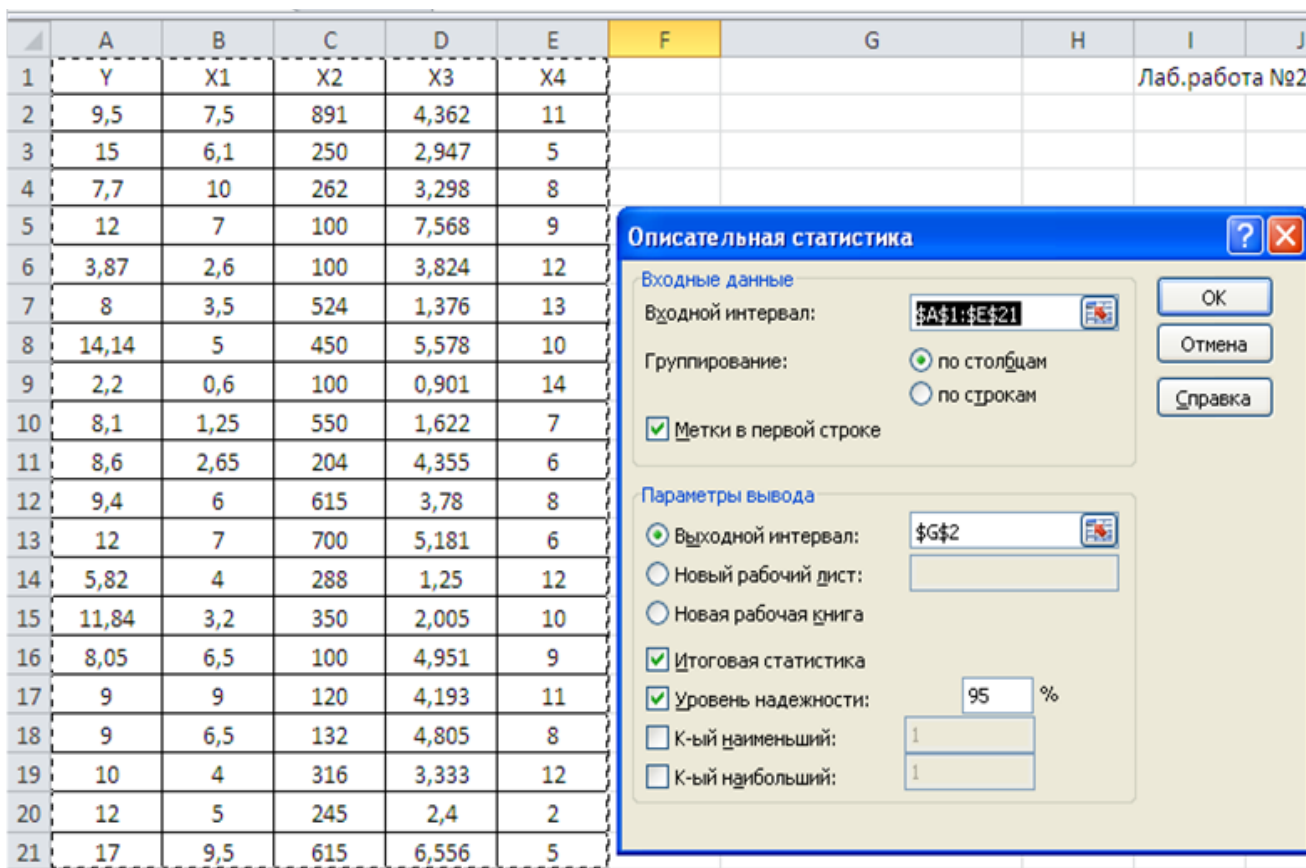 A B C D E F G H I J
1 Y X1 X2 X3 X4 Лаб.работа №2
2 9,5 7,5 891 4,362 11
3 15 6,1 250 2,947 5
4 7,7 10 262 3,298 8
5 12 7 100 7,568 9
6 3,87 2,6 100 3,824 12
7 8 3,5 524 1,376 13
8 14,14 5 450 5,578 10
9 2,2 0,6 100 0,901 14
10 8,1 1,25 550 1,622 7
11 8,6 2,65 204 4,355 6
12 9,4 6 615 3,78 8
13 12 7 700 5,181 6
14 5,82 4 288 1,25 12
15 11,84 3,2 350 2,005 10
16 8,05 6,5 100 4,951 9
17 9 9 120 4,193 11
18 9 6,5 132 4,805 8
19 10 4 316 3,333 12
20 12 5 245 2,4 2
21 17 9,5 615 6,556 5
Описательная статистика ?
Входные данные
Входной интервал: $A$1:$E$21
Группирование: по столбцам
по строкам
Метки в первой строке
OK
Отмена
Справка
Параметры вывода
Выходной интервал: $G$2
Новый рабочий лист:
Новая рабочая книга
Итоговая статистика
Уровень надежности: 95 %
К-ый наименьший: 1
К-ый наибольший: 1